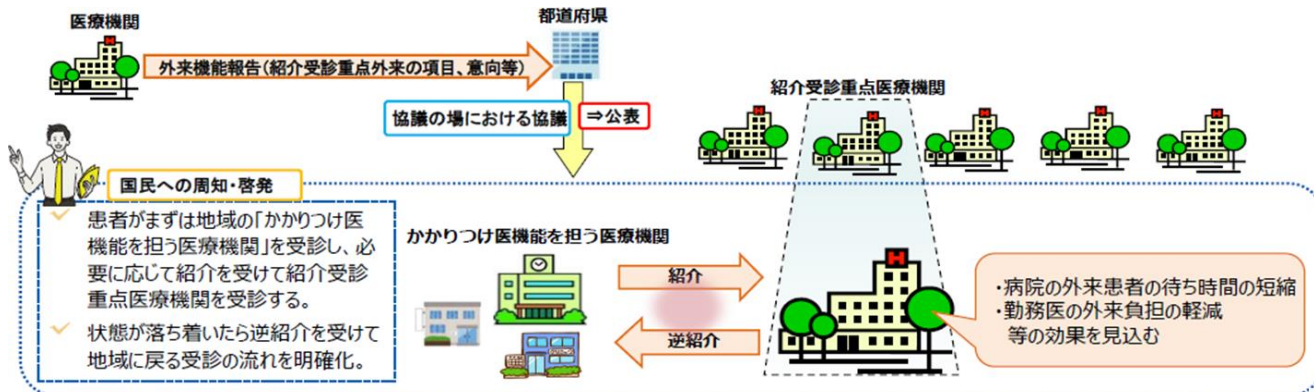 医療機関
都道府県
外来機能報告(紹介受診重点外来の項目、意向等)
協議の場における協議
⇒公表
紹介受診重点医療機関
H
H
H
H
H
国民への周知・啓発
患者がまずは地域の「かかりつけ医
機能を担う医療機関」を受診し、必
要に応じて紹介を受けて紹介受診
重点医療機関を受診する。
状態が落ち着いたら逆紹介を受けて
地域に戻る受診の流れを明確化。
かかりつけ医機能を担う医療機関
紹介
逆紹介
H
・病院の外来患者の待ち時間の短縮
・勤務医の外来負担の軽減
等の効果を見込む